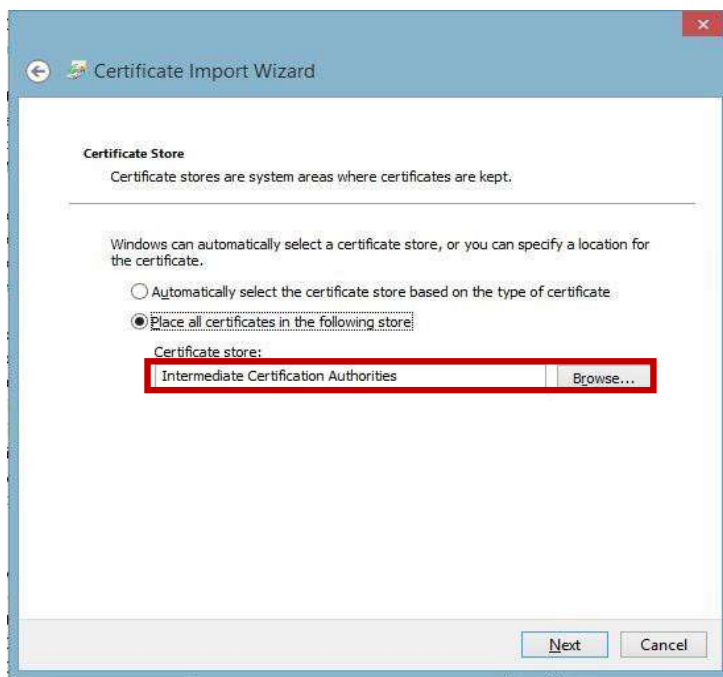 Certificate Import Wizard
Certificate Store
Certificate stores are system areas where certificates are kept.
Windows can automatically select a certificate store, or you can specify a location for
the certificate.
Automatically select the certificate store based on the type of certificate
Place all certificates in the following store
Certificate store:
Intermediate Certification Authorities Browse...
Next Cancel